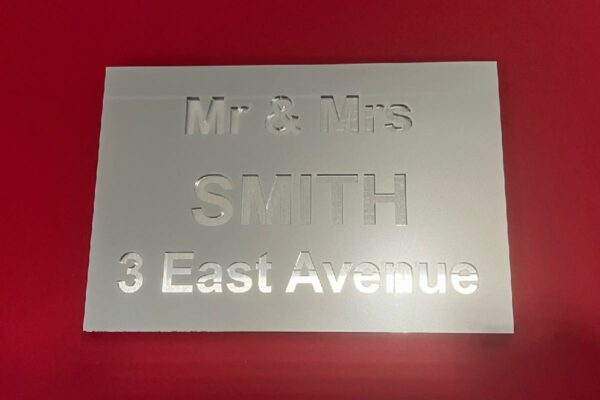 Mr & Mrs
SMITH
3 East Avenue